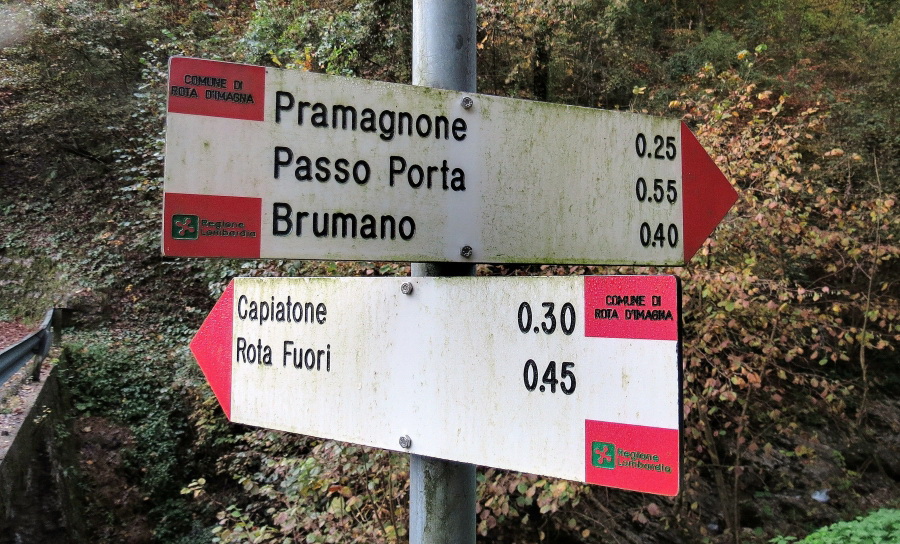 COMUNE DI
ROTA D'IMAGNA
Pramagnone 0.25
Passo Porta 0.55
Brumano 0.40
Regione
Lombardia
Capiatone 0.30
Rota Fuori 0.45
COMUNE DI
ROTA D'IMAGNA
Regione
Lombardia